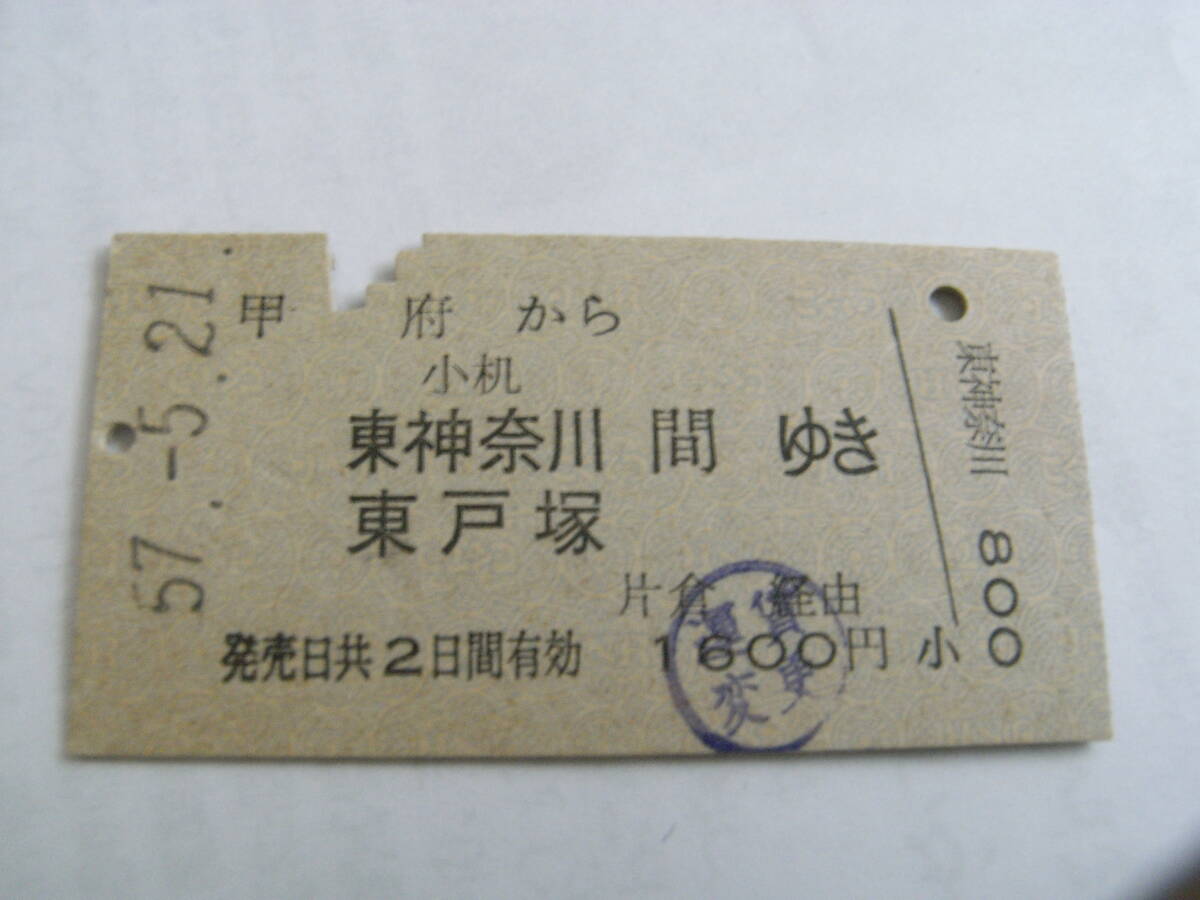 57.-5.21
甲府から
小机
東神奈川間ゆき
東戸塚
片倉経由
発売日共2日間有効 1600円
東神奈川
小 800
運賃変更